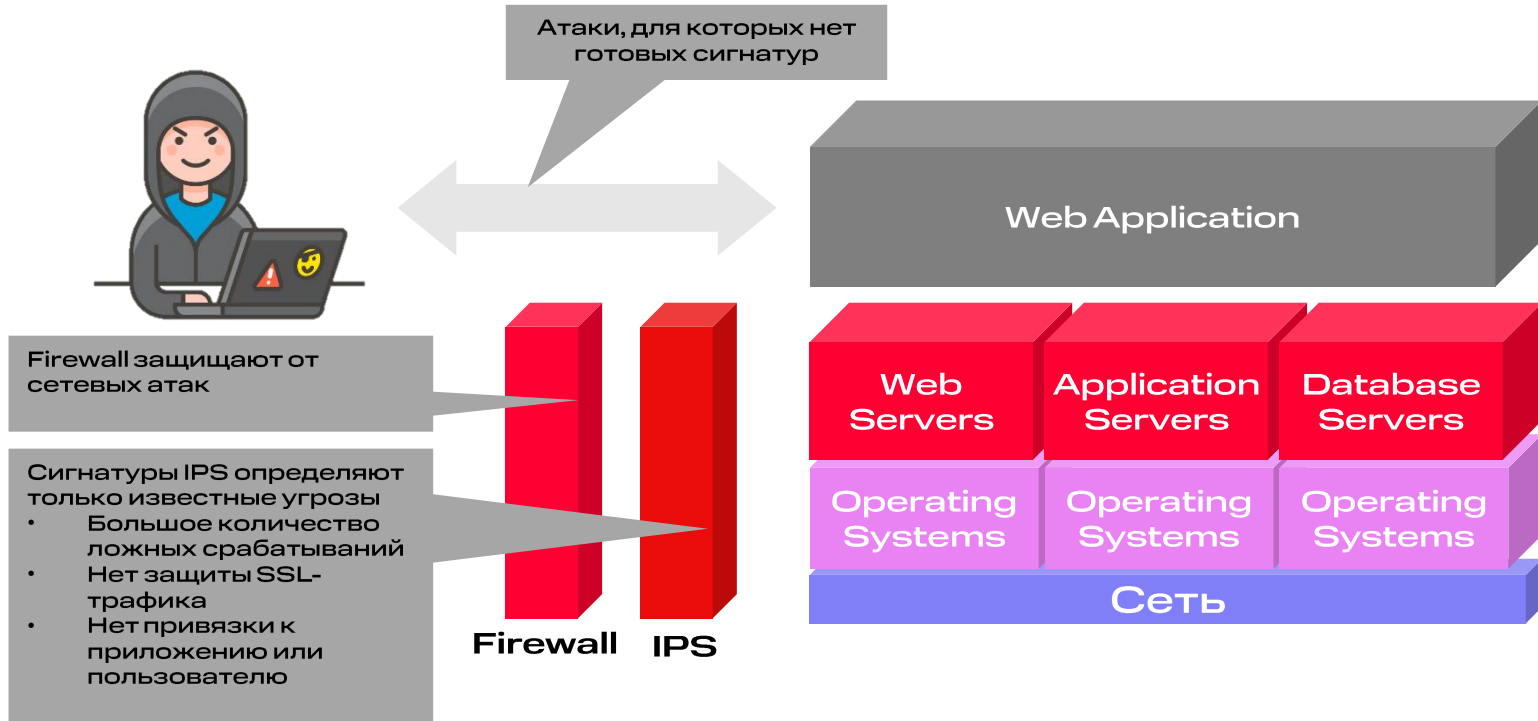 Атаки, для которых нет
готовых сигнатур
Web Application
Firewall защищают от
сетевых атак
Web
Servers
Application
Servers
Database
Servers
Сигнатуры IPS определяют
только известные угрозы
• Большое количество
ложных срабатываний
• Нет защиты SSL-
трафика
• Нет привязки к
приложению или
пользователю
Operating
Systems
Operating
Systems
Operating
Systems
Сеть
Firewall
IPS